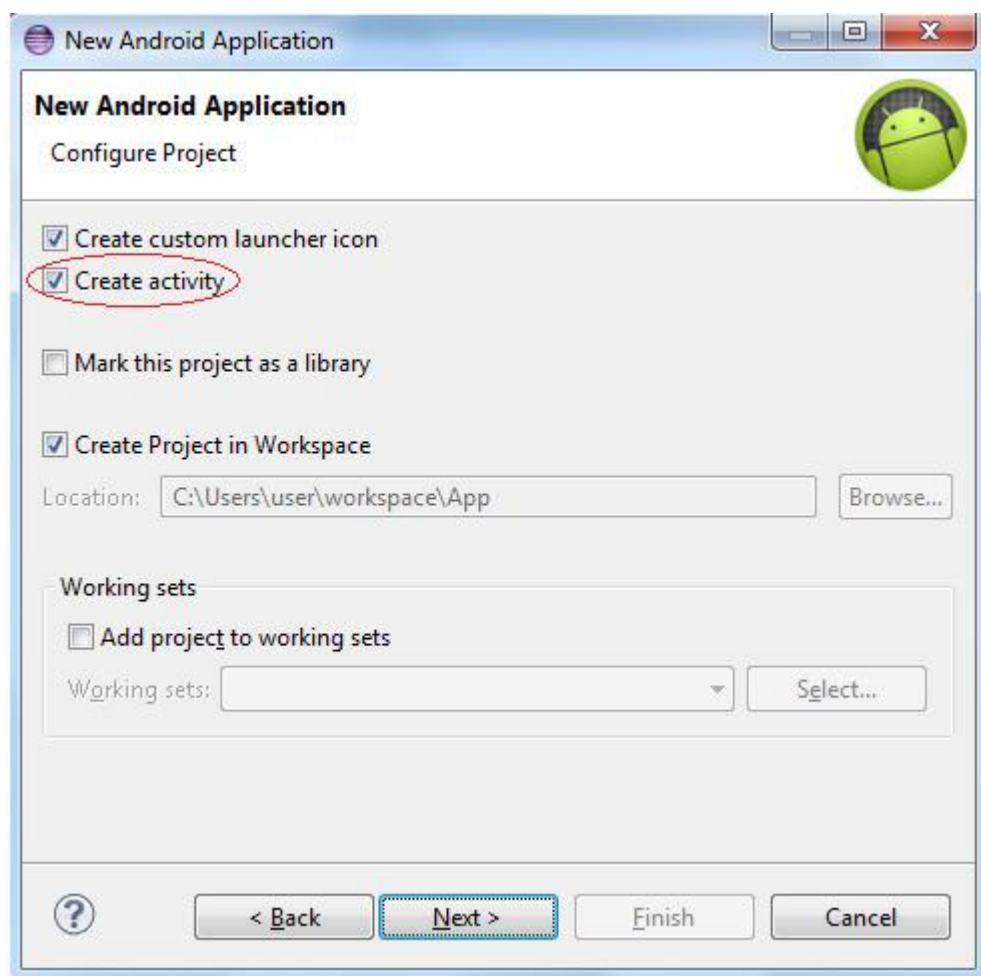 New Android Application
New Android Application
Configure Project
Create custom launcher icon
Create activity
Mark this project as a library
Create Project in Workspace
Location: C:\Users\user\workspace\App Browse...
Working sets
Add project to working sets
Working sets: Select...
? < Back Next > Finish Cancel